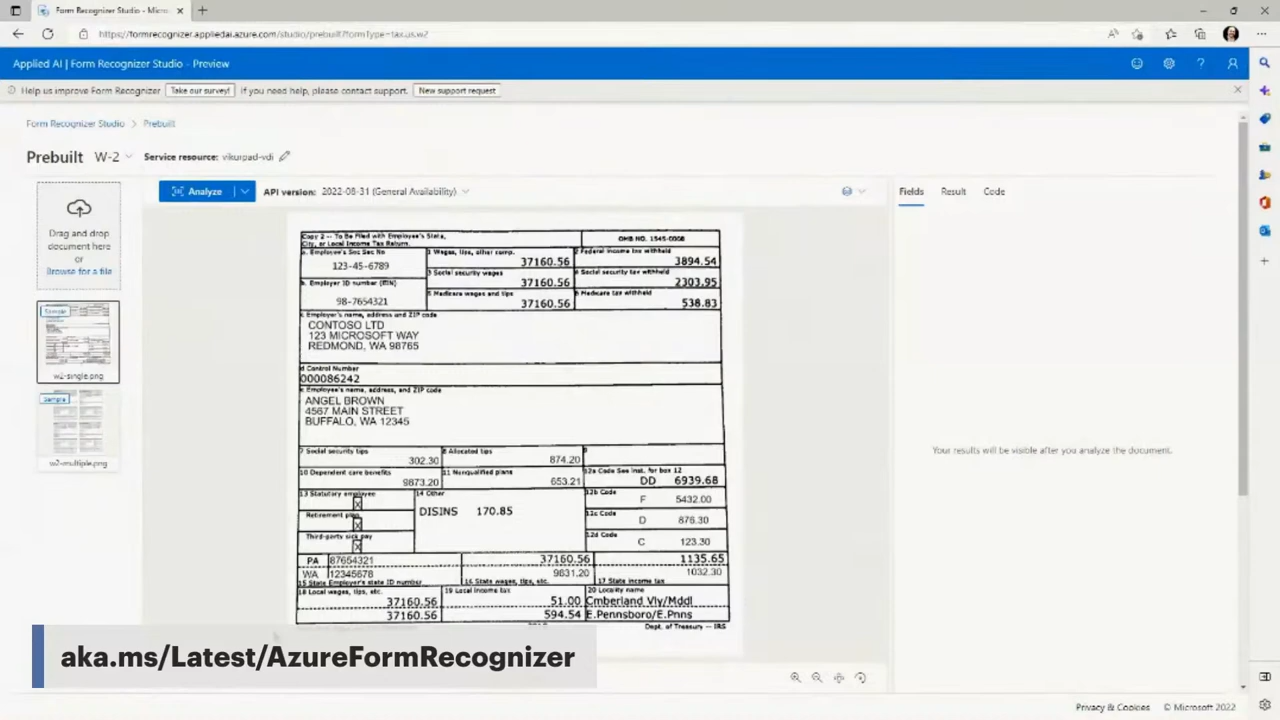 Form Recognizer Studio - Micro
https://formrecognizer.appliedai.azure.com/studio/prebuilt?formType=tax.us.w2
Applied AI | Form Recognizer Studio - Preview
Help us improve Form Recognizer Take our survey! If you need help, please contact support. New support request
Form Recognizer Studio > Prebuilt
Prebuilt W-2 Service resource: vikurpad-vdi
Drag and drop
document here
or
Browse for a file
Sample
w2-single.png
Sample
w2-multiple.png
Analyze API version: 2022-08-31 (General Availability)
Copy 2 -- To Be Filed with Employee's State,
City, or Local Income Tax Return.
OMB NO. 1545-0008
a. Employee's Soc Sec No
123-45-6789
1 Wages, tips, other comp.
37160.56
2 Federal income tax withheld
3894.54
3 Social security wages
37160.56
4 Social security tax withheld
2303.95
b. Employer ID number (EIN)
98-7654321
5 Medicare wages and tips
37160.56
6 Medicare tax withheld
538.83
c. Employer's name, address and ZIP code
CONTOSO LTD
123 MICROSOFT WAY
REDMOND, WA 98765
d Control Number
000086242
e. Employee's name, address, and ZIP code
ANGEL BROWN
4567 MAIN STREET
BUFFALO, WA 12345
7 Social security tips
302.30
8 Allocated tips
874.20
9
10 Dependent care benefits
9873.20
11 Nonqualified plans
653.21
12a Code See inst. for box 12
DD 6939.68
13 Statutory employee
X
Retirement plan
X
Third-party sick pay
X
14 Other
DISINS 170.85
12b Code
F 5432.00
12c Code
D 876.30
12d Code
C 123.30
PA 87654321 37160.56 1135.65
WA 12345678 9631.20 1032.30
15 State Employer's state ID number 16 State wages, tips, etc. 17 State income tax
18 Local wages, tips, etc. 19 Local income tax 20 Locality name
37160.56 51.00 Cmberland Vly/Mddl
37160.56 594.54 E.Pennsboro/E.Pnns
Dept. of Treasury -- IRS
Fields Result Code
Your results will be visible after you analyze the document.
aka.ms/Latest/AzureFormRecognizer
Privacy & Cookies © Microsoft 2022